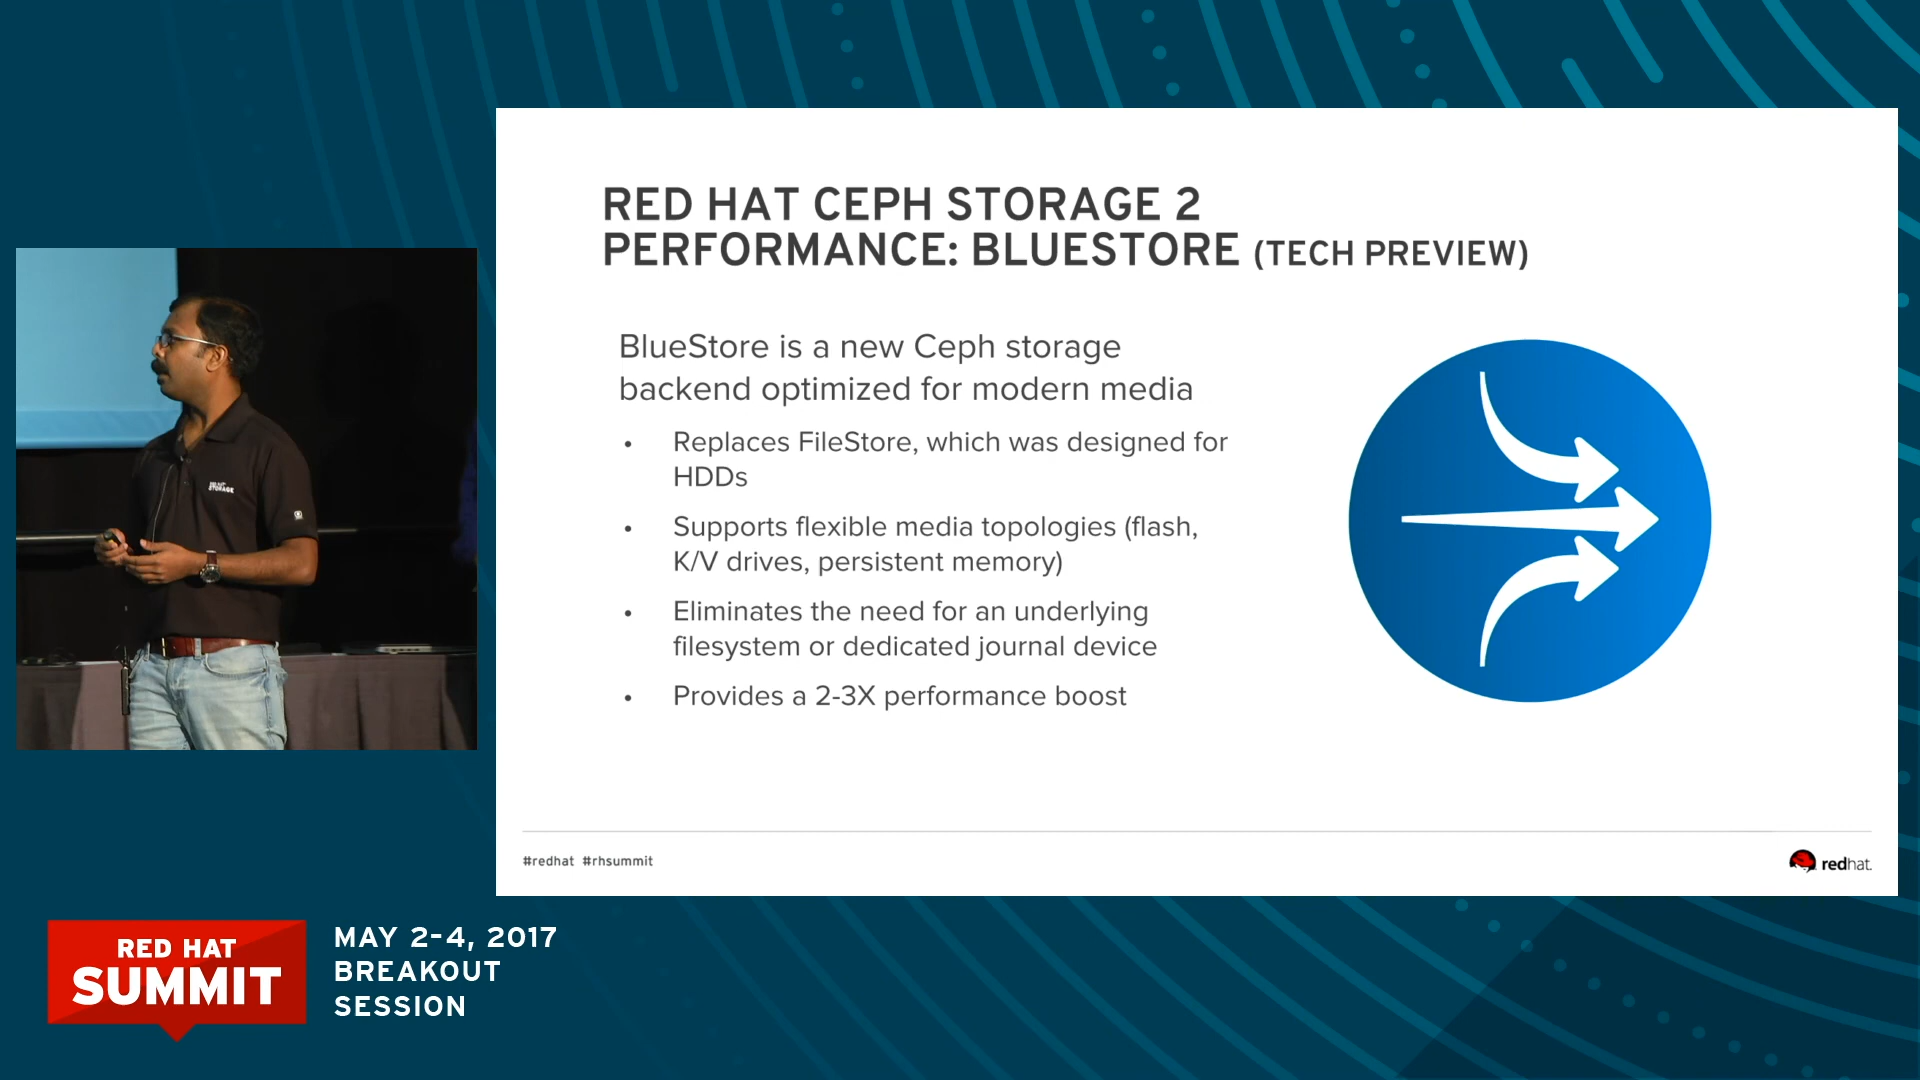 RED HAT CEPH STORAGE 2
PERFORMANCE: BLUESTORE (TECH PREVIEW)
BlueStore is a new Ceph storage
backend optimized for modern media
• Replaces FileStore, which was designed for
HDDs
• Supports flexible media topologies (flash,
K/V drives, persistent memory)
• Eliminates the need for an underlying
filesystem or dedicated journal device
• Provides a 2-3X performance boost
#redhat #rhsummit
redhat.
STORAGE
RED HAT
SUMMIT
MAY 2-4, 2017
BREAKOUT
SESSION